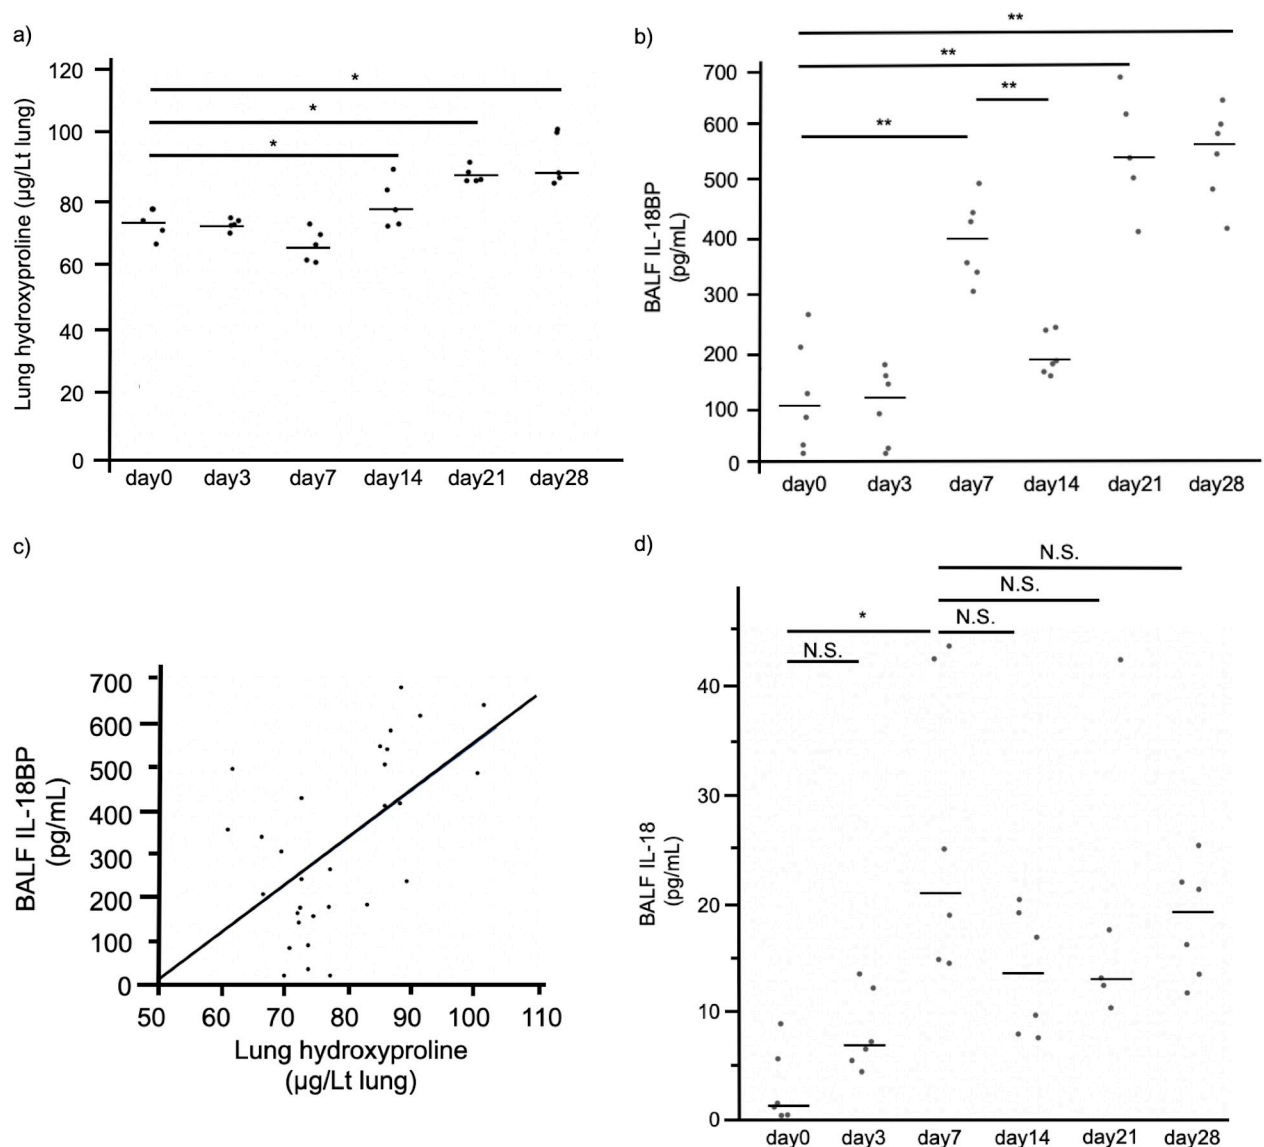 a)
Lung hydroxyproline (µg/Lt lung)
120
100
80
60
40
20
0
*
*
*
day0 day3 day7 day14 day21 day28
b)
BALF IL-18BP
(pg/mL)
700
600
500
400
300
200
100
0
**
**
**
**
day0 day3 day7 day14 day21 day28
c)
BALF IL-18BP
(pg/mL)
700
600
500
400
300
200
100
0
50 60 70 80 90 100 110
Lung hydroxyproline
(µg/Lt lung)
d)
BALF IL-18
(pg/mL)
40
30
20
10
0
N.S.
N.S.
* N.S.
N.S.
day0 day3 day7 day14 day21 day28